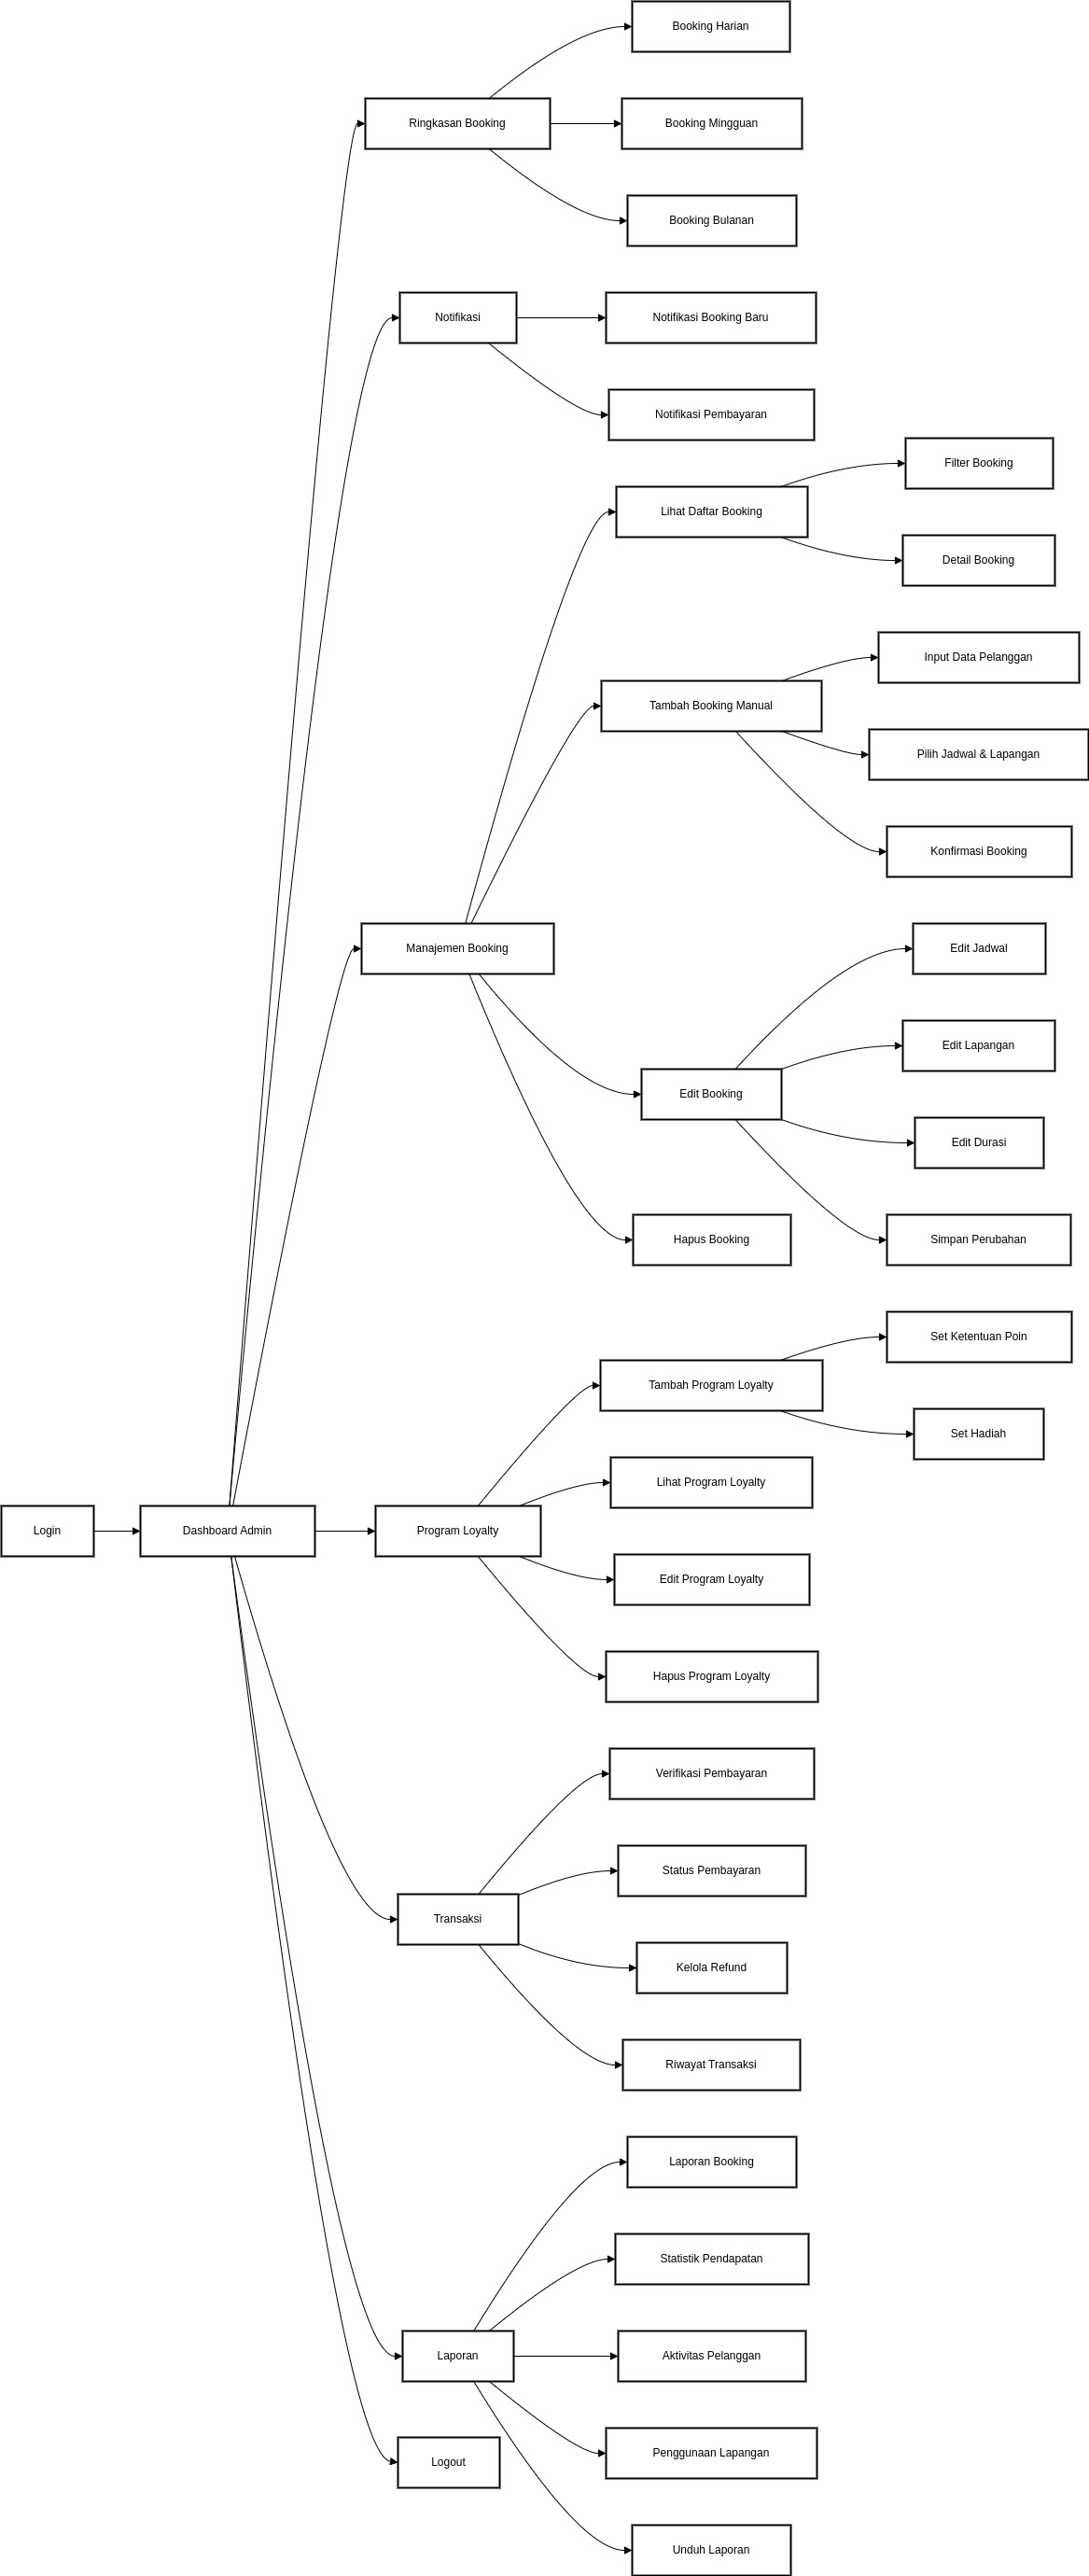 Booking Harian
Ringkasan Booking
Booking Mingguan
Booking Bulanan
Notifikasi
Notifikasi Booking Baru
Notifikasi Pembayaran
Filter Booking
Lihat Daftar Booking
Detail Booking
Input Data Pelanggan
Tambah Booking Manual
Pilih Jadwal & Lapangan
Konfirmasi Booking
Manajemen Booking
Edit Jadwal
Edit Lapangan
Edit Booking
Edit Durasi
Hapus Booking
Simpan Perubahan
Set Ketentuan Poin
Tambah Program Loyalty
Set Hadiah
Lihat Program Loyalty
Login
Dashboard Admin
Program Loyalty
Edit Program Loyalty
Hapus Program Loyalty
Verifikasi Pembayaran
Status Pembayaran
Transaksi
Kelola Refund
Riwayat Transaksi
Laporan Booking
Statistik Pendapatan
Laporan
Aktivitas Pelanggan
Penggunaan Lapangan
Logout
Unduh Laporan